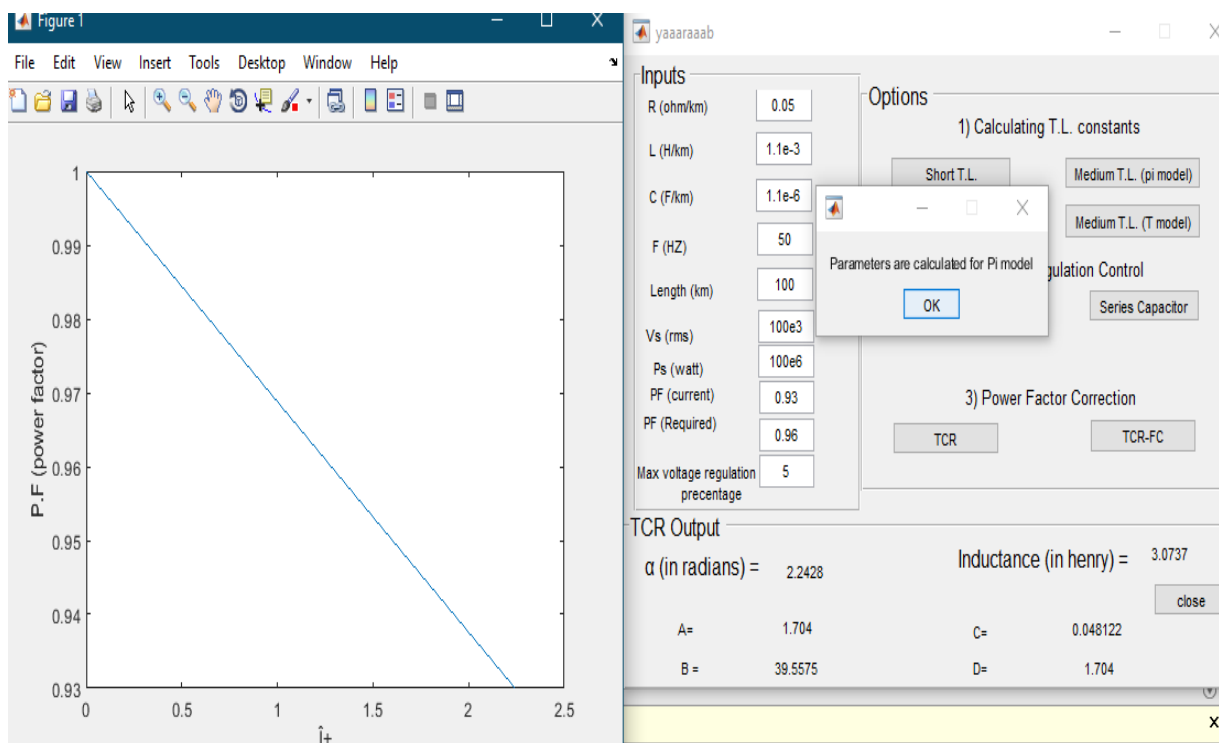 Figure 1
File Edit View Insert Tools Desktop Window Help
1
0.99
0.98
0.97
0.96
0.95
0.94
0.93
P.F (power factor)
0 0.5 1 1.5 2 2.5
Î±
yaaaraaab
Inputs
R (ohm/km) 0.05
L (H/km) 1.1e-3
C (F/km) 1.1e-6
F (HZ) 50
Length (km) 100
Vs (rms) 100e3
Ps (watt) 100e6
PF (current) 0.93
PF (Required) 0.96
Max voltage regulation 5
precentage
Options
1) Calculating T.L. constants
Short T.L. Medium T.L. (pi model)
Medium T.L. (T model)
gulation Control
Series Capacitor
3) Power Factor Correction
TCR TCR-FC
Parameters are calculated for Pi model
OK
TCR Output
α (in radians) = 2.2428 Inductance (in henry) = 3.0737
close
A= 1.704 C= 0.048122
B = 39.5575 D= 1.704